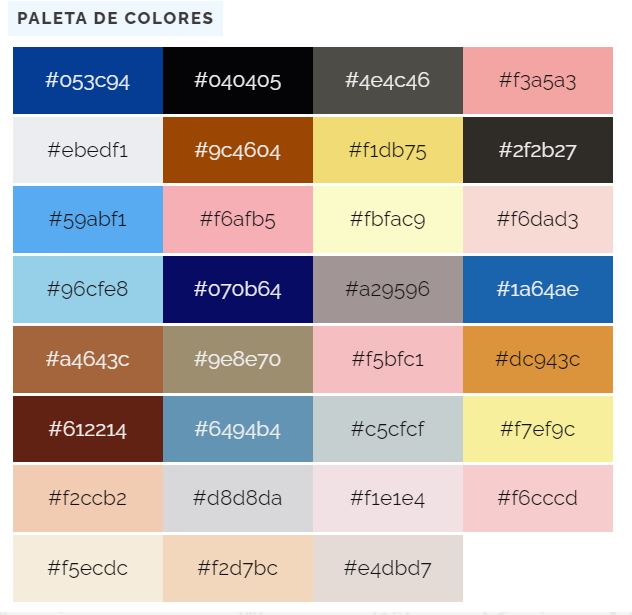 PALETA DE COLORES
#053c94 #040405 #4e4c46 #f3a5a3
#ebedf1 #9c4604 #f1db75 #2f2b27
#59abf1 #f6afb5 #fbfac9 #f6dad3
#96cfe8 #070b64 #a29596 #1a64ae
#a4643c #9e8e70 #f5bfc1 #dc943c
#612214 #6494b4 #c5cfcf #f7ef9c
#f2ccb2 #d8d8da #f1e1e4 #f6cccd
#f5ecdc #f2d7bc #e4dbd7